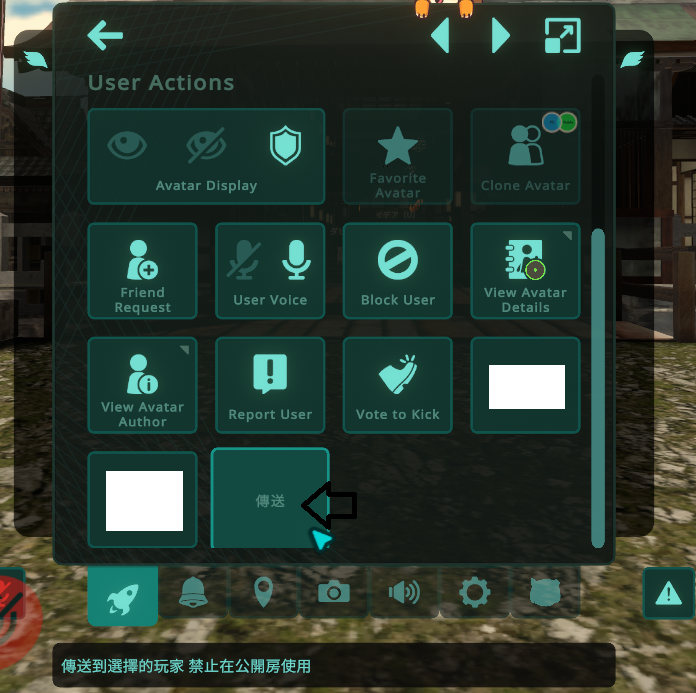 User Actions
Avatar Display
Favorite
Avatar
Clone Avatar
Friend
Request
User Voice
Block User
View Avatar
Details
View Avatar
Author
Report User
Vote to Kick
傳送
傳送到選擇的玩家 禁止在公開房使用